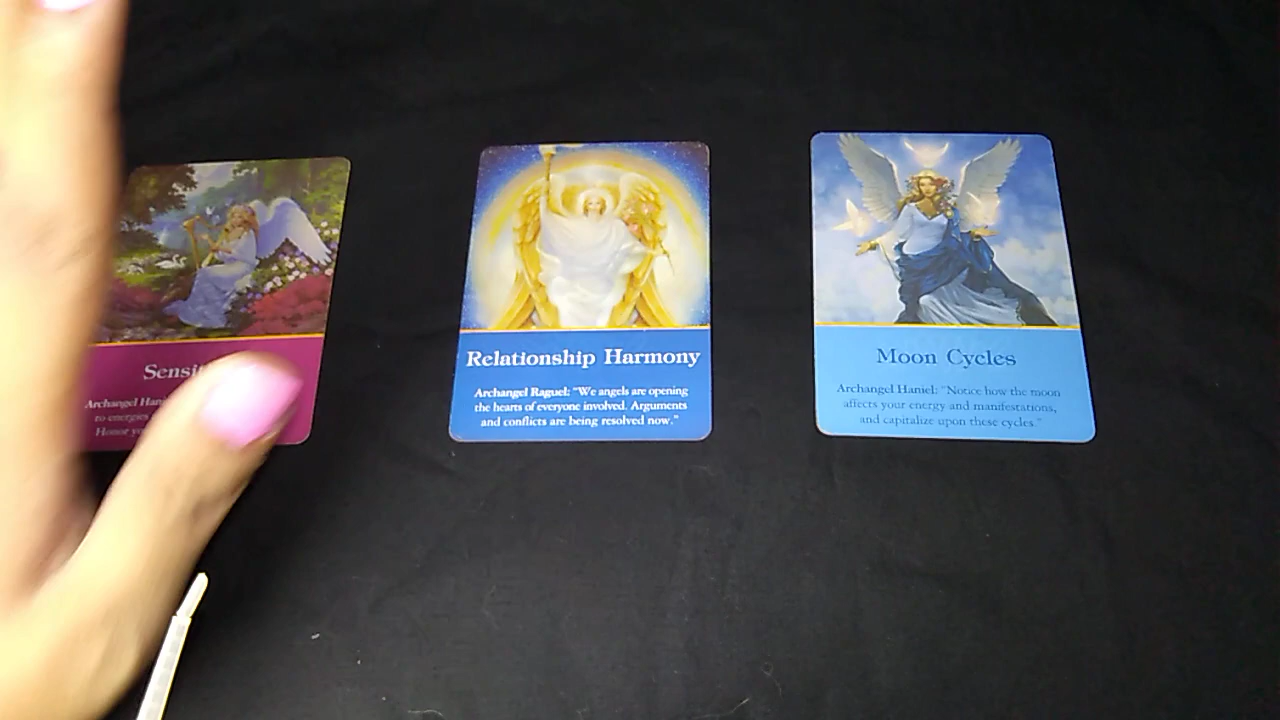 Sensi
Archangel Hani
to energies
Honor yo
Relationship Harmony
Archangel Raguel: "We angels are opening
the hearts of everyone involved. Arguments
and conflicts are being resolved now."
Moon Cycles
Archangel Haniel: "Notice how the moon
affects your energy and manifestations,
and capitalize upon these cycles."